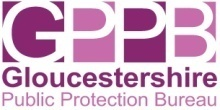 GPPB
Gloucestershire
Public Protection Bureau